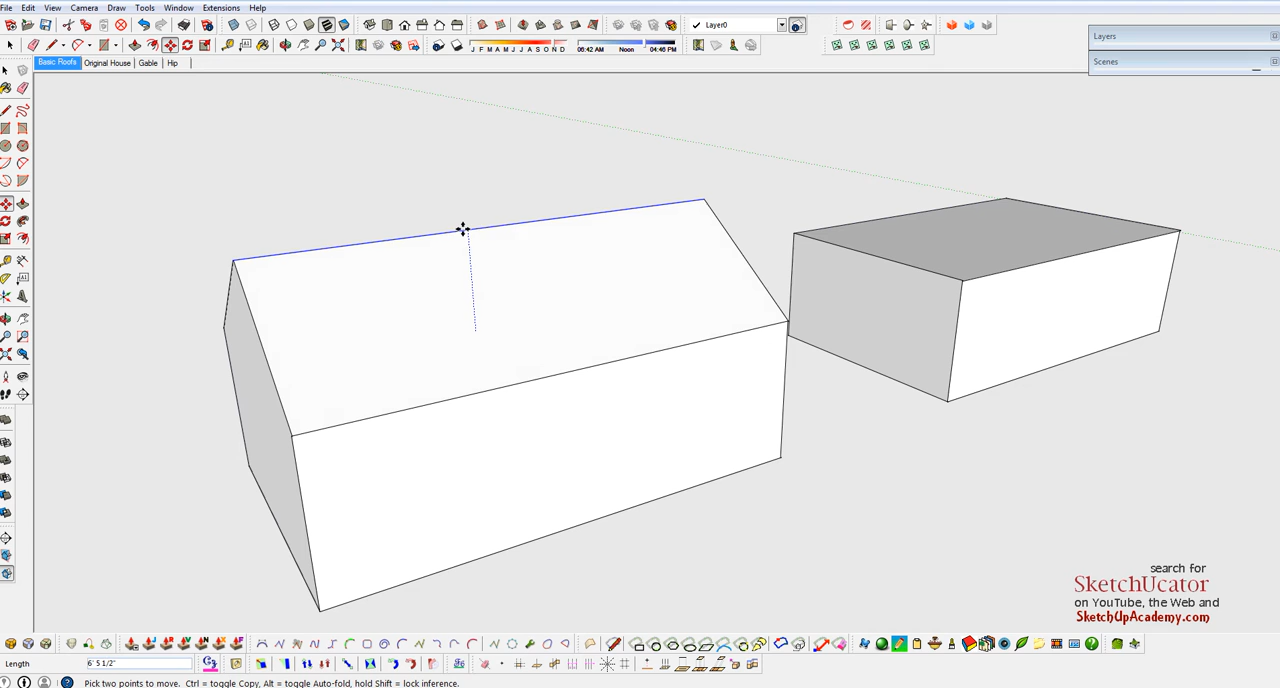 File Edit View Camera Draw Tools Window Extensions Help
Layer0
J F M A M J J A S O N D 06:42 AM Noon 04:46 PM
Layers
Scenes
Basic Roofs Original House Gable Hip
search for
SketchUcator
on YouTube, the Web and
SketchUpAcademy.com
Length 6' 5 1/2"
Pick two points to move. Ctrl = toggle Copy, Alt = toggle Auto-fold, hold Shift = lock inference.